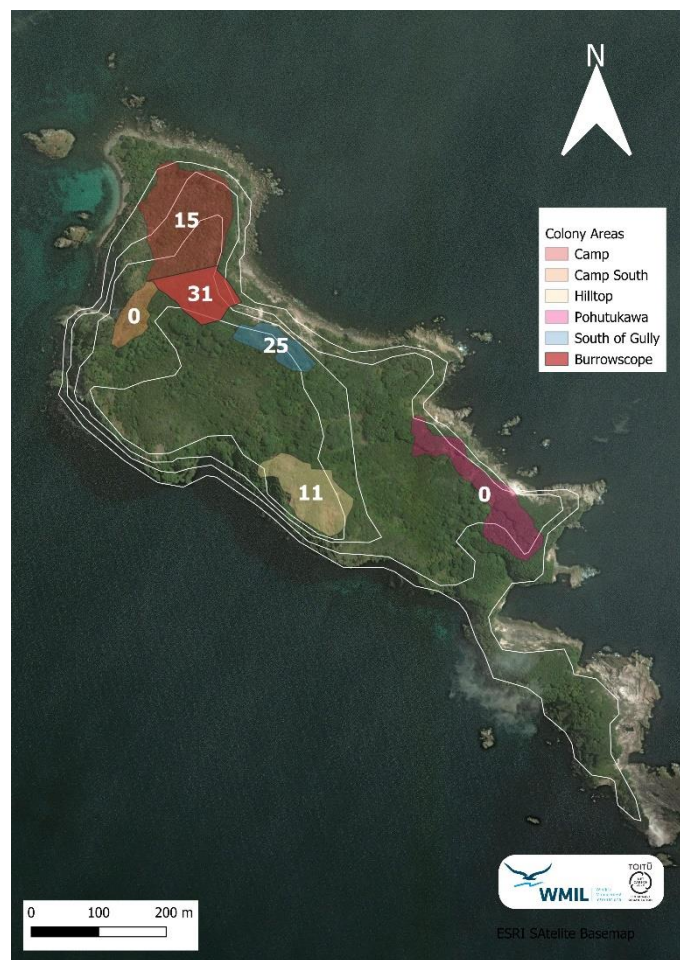 N
Colony Areas
Camp
Camp South
Hilltop
Pohutukawa
South of Gully
Burrowscope
15
31
0
25
11
0
WMIL
TOITŪ
0 100 200 m
ESRI SAtelite Basemap